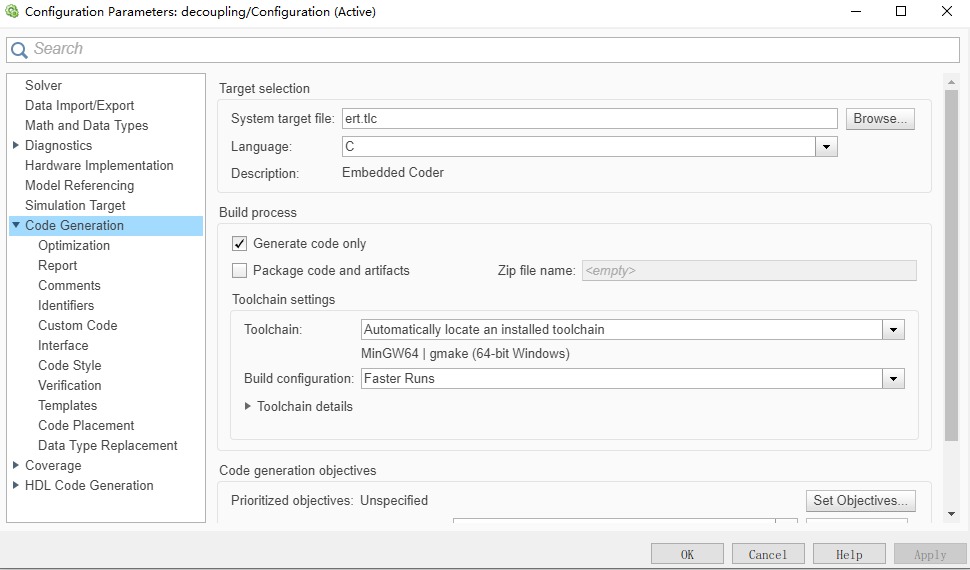 Configuration Parameters: decoupling/Configuration (Active)
Search
Solver
Data Import/Export
Math and Data Types
Diagnostics
Hardware Implementation
Model Referencing
Simulation Target
Code Generation
Optimization
Report
Comments
Identifiers
Custom Code
Interface
Code Style
Verification
Templates
Code Placement
Data Type Replacement
Coverage
HDL Code Generation
Target selection
System target file: ert.tlc Browse...
Language: C
Description: Embedded Coder
Build process
Generate code only
Package code and artifacts Zip file name: <empty>
Toolchain settings
Toolchain: Automatically locate an installed toolchain
MinGW64 | gmake (64-bit Windows)
Build configuration: Faster Runs
Toolchain details
Code generation objectives
Prioritized objectives: Unspecified Set Objectives...
OK Cancel Help Apply